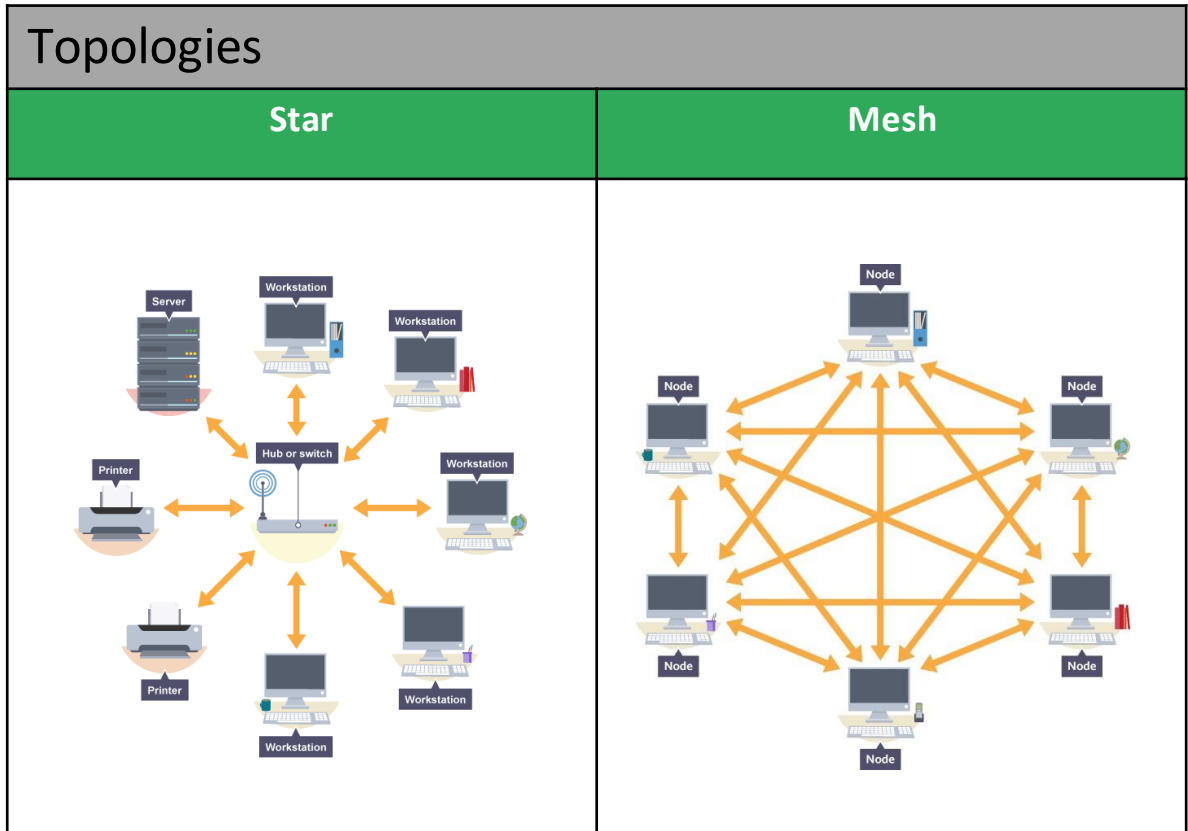 Topologies
Star
Mesh
Server
Workstation
Workstation
Hub or switch
Printer
Workstation
Printer
Workstation
Workstation
Node
Node
Node
Node
Node
Node